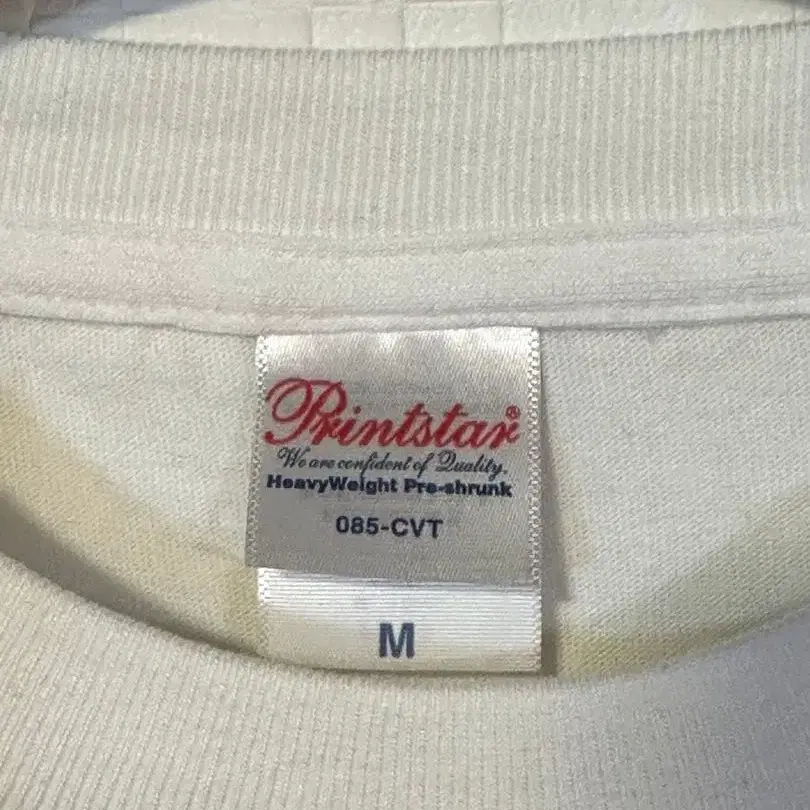 Printstar®
We are confident of Quality.
HeavyWeight Pre-shrunk
085-CVT
M